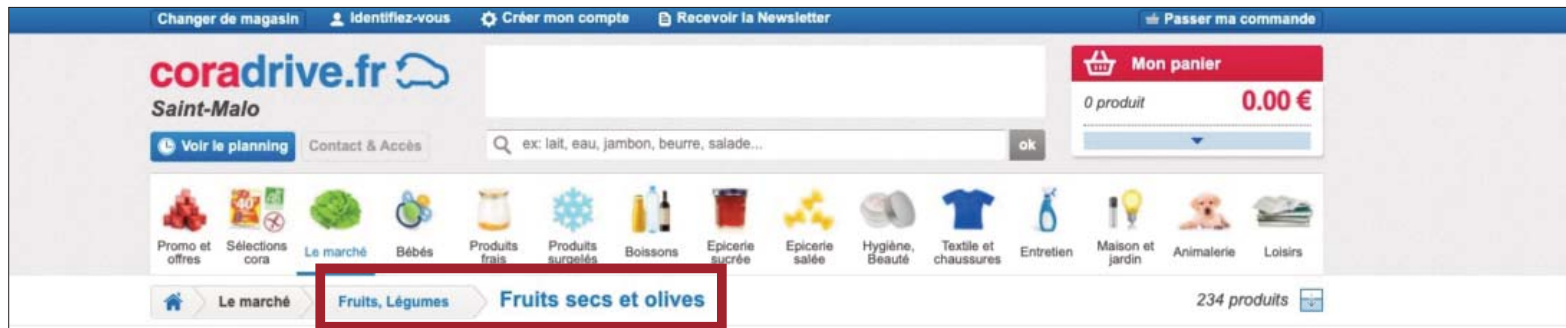 Changer de magasin Identifiez-vous Créer mon compte Recevoir la Newsletter Passer ma commande
coradrive.fr
Saint-Malo
Mon panier
0 produit 0.00 €
Voir le planning Contact & Accès
ex: lait, eau, jambon, beurre, salade... ok
Promo et offres
Sélections cora
Le marché
Bébés
Produits frais
Produits surgelés
Boissons
Epicerie sucrée
Epicerie salée
Hygiène, Beauté
Textile et chaussures
Entretien
Maison et jardin
Animalerie
Loisirs
Le marché Fruits, Légumes Fruits secs et olives 234 produits